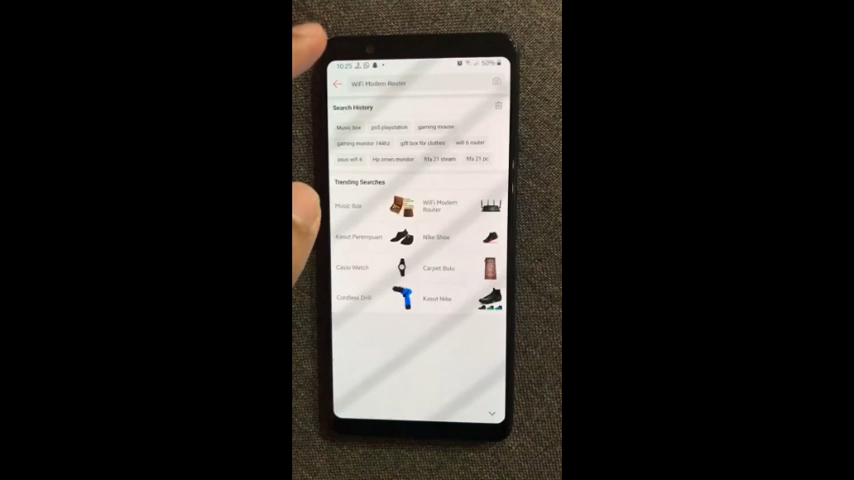 10:25
50%
WiFi Modem Router
Search History
Music box ps5 playstation gaming mouse
gaming monitor 144hz gift box for clothes wifi 6 router
asus wifi 6 Hp omen monitor fifa 21 steam fifa 21 pc
Trending Searches
Music Box
WiFi Modem
Router
Kasut Perempuan
Nike Shoe
Casio Watch
Carpet Bulu
Cordless Drill
Kasut Nike